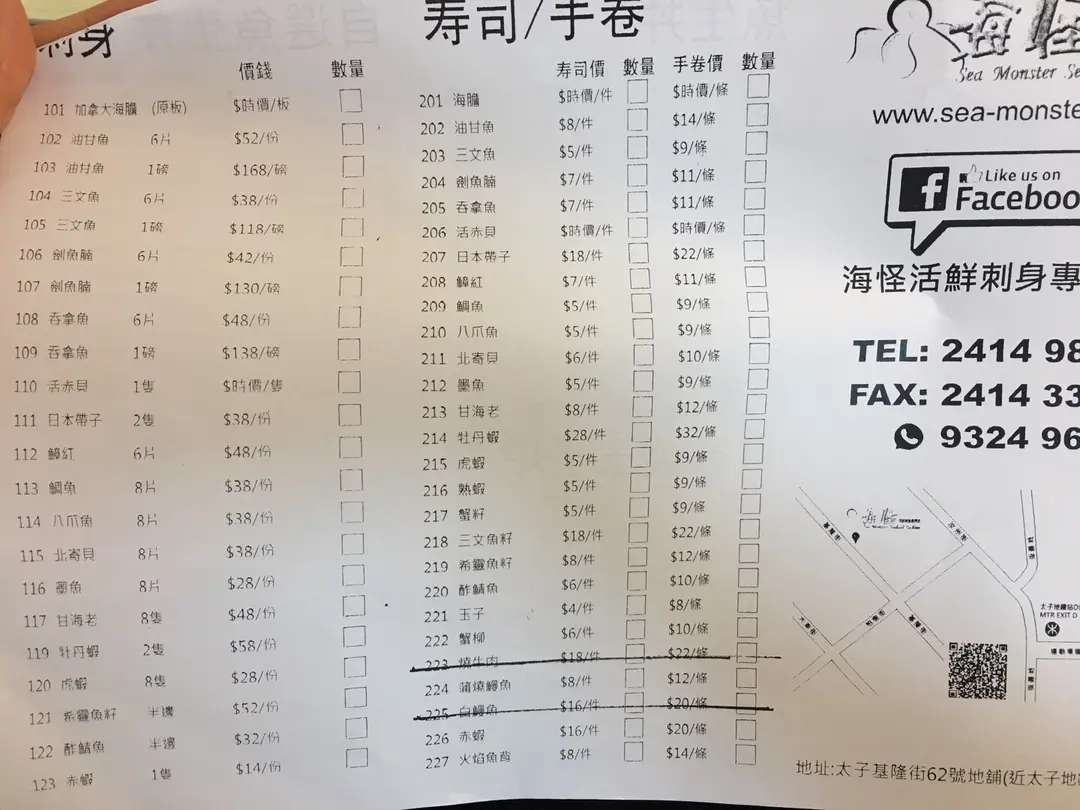 刺身
價錢 數量
101 加拿大海膽 (原板) $時價/板
102 油甘魚 6片 $52/份
103 油甘魚 1磅 $168/磅
104 三文魚 6片 $38/份
105 三文魚 1磅 $118/磅
106 劍魚腩 6片 $42/份
107 劍魚腩 1磅 $130/磅
108 吞拿魚 6片 $48/份
109 吞拿魚 1磅 $138/磅
110 活赤貝 1隻 $時價/隻
111 日本帶子 2隻 $38/份
112 鱆紅 6片 $48/份
113 鯛魚 8片 $38/份
114 八爪魚 8片 $38/份
115 北寄貝 8片 $38/份
116 墨魚 8片 $28/份
117 甘海老 8隻 $48/份
119 牡丹蝦 2隻 $58/份
120 虎蝦 8隻 $28/份
121 希靈魚籽 半邊 $52/份
122 酢鯖魚 半邊 $32/份
123 赤蝦 1隻 $14/份
寿司/手卷
寿司價 數量 手卷價 數量
201 海膽 $時價/件 $時價/條
202 油甘魚 $8/件 $14/條
203 三文魚 $5/件 $9/條
204 劍魚腩 $7/件 $11/條
205 吞拿魚 $7/件 $11/條
206 活赤貝 $時價/件 $時價/條
207 日本帶子 $18/件 $22/條
208 鱆紅 $7/件 $11/條
209 鯛魚 $5/件 $9/條
210 八爪魚 $5/件 $9/條
211 北寄貝 $6/件 $10/條
212 墨魚 $5/件 $9/條
213 甘海老 $8/件 $12/條
214 牡丹蝦 $28/件 $32/條
215 虎蝦 $5/件 $9/條
216 熟蝦 $5/件 $9/條
217 蟹籽 $5/件 $9/條
218 三文魚籽 $18/件 $22/條
219 希靈魚籽 $8/件 $12/條
220 酢鯖魚 $6/件 $10/條
221 玉子 $4/件 $8/條
222 蟹柳 $6/件 $10/條
223 燒牛肉 $18/件 $22/條
224 蒲燒鰻魚 $8/件 $12/條
225 白鱔魚 $16/件 $20/條
226 赤蝦 $16/件 $20/條
227 火焰魚蓉 $8/件 $14/條
海怪
Sea Monster Se
www.sea-monste
Like us on
Faceboo
海怪活鮮刺身專
TEL: 2414 98
FAX: 2414 33
9324 96
MTR EXIT D
地址:太子基隆街62號地舖(近太子地